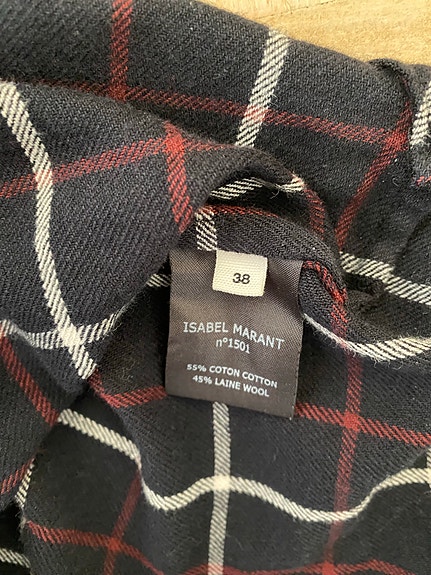 38
ISABEL MARANT
n°1501
55% COTON COTTON
45% LAINE WOOL